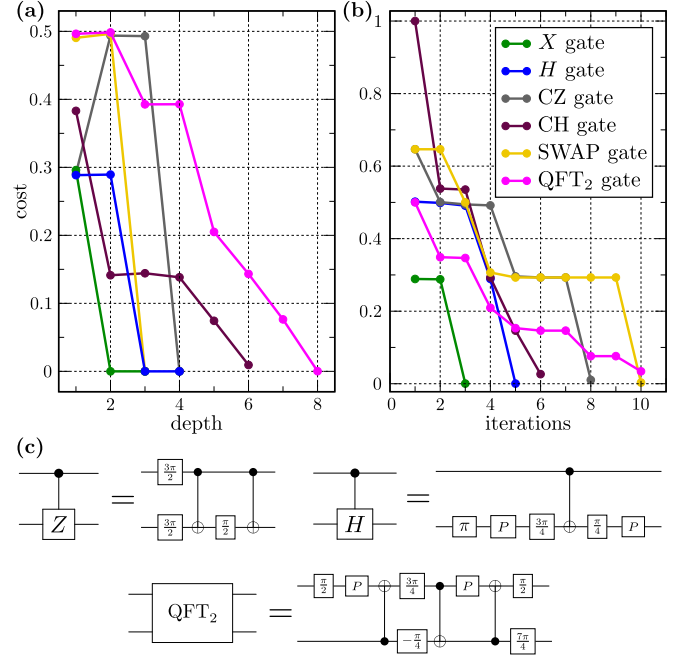 (a)
cost
0.5
0.4
0.3
0.2
0.1
0
2
4
6
8
depth
(b)
1
0.8
0.6
0.4
0.2
0
0
2
4
6
8
10
iterations
X gate
H gate
CZ gate
CH gate
SWAP gate
QFT₂ gate
(c)
Z
=
3π/2
3π/2
π/2
H
=
π
P
3π/4
π/4
P
QFT₂
=
π/2
P
3π/4
P
π/2
−π/4
7π/4